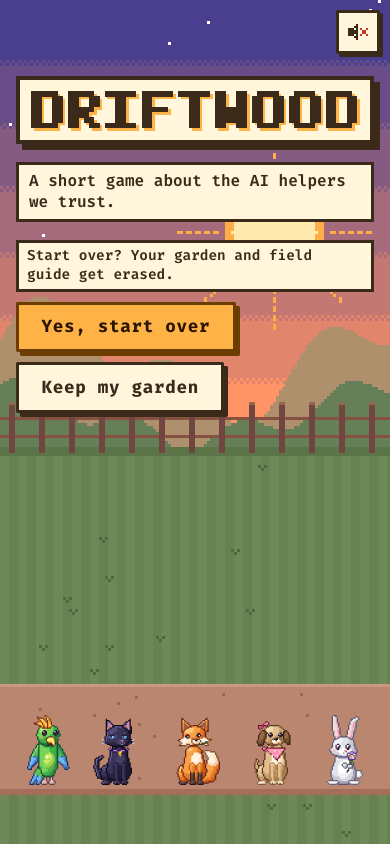 DRIFTWOOD
A short game about the AI helpers
we trust.
Start over? Your garden and field
guide get erased.
Yes, start over
Keep my garden